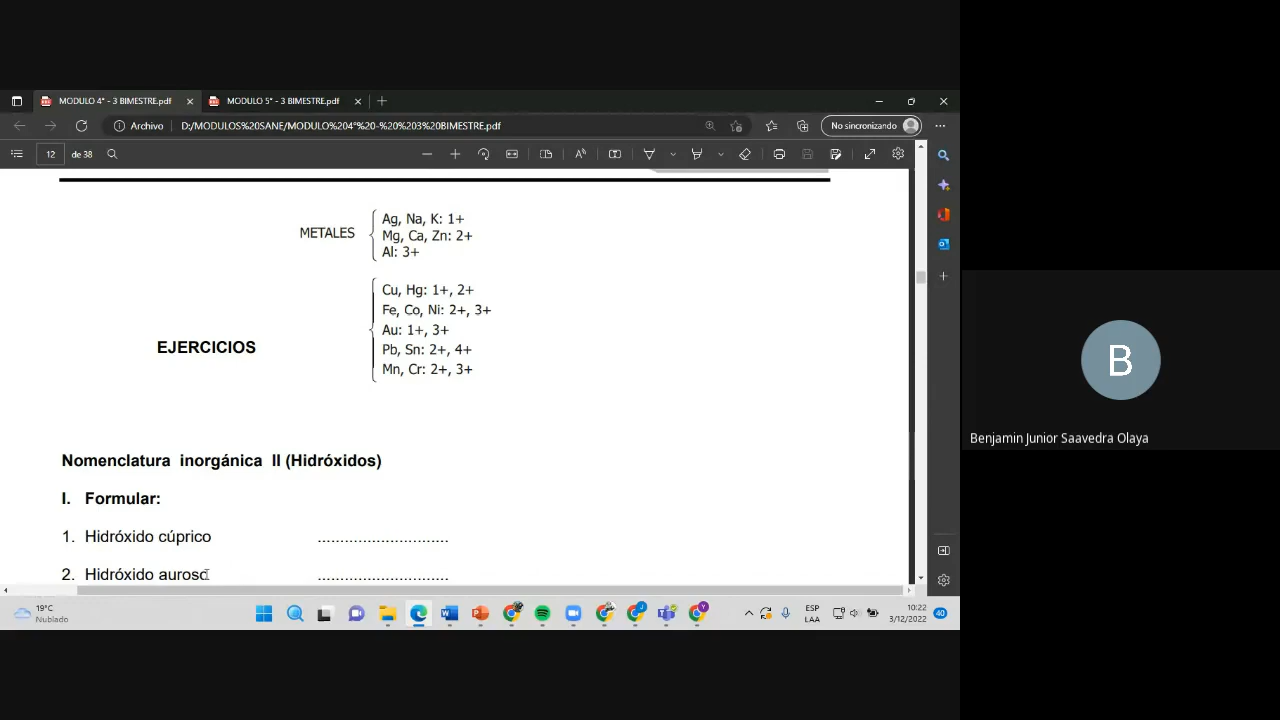 MODULO 4° - 3 BIMESTRE.pdf
MODULO 5° - 3 BIMESTRE.pdf
Archivo
D:/MODULOS%20SANE/MODULO%204°%20-%20%203%20BIMESTRE.pdf
No sincronizando
12 de 38
METALES
Ag, Na, K: 1+
Mg, Ca, Zn: 2+
Al: 3+
Cu, Hg: 1+, 2+
Fe, Co, Ni: 2+, 3+
Au: 1+, 3+
EJERCICIOS
Pb, Sn: 2+, 4+
Mn, Cr: 2+, 3+
Nomenclatura inorgánica II (Hidróxidos)
I. Formular:
1. Hidróxido cúprico .............................
2. Hidróxido auroso .............................
B
Benjamin Junior Saavedra Olaya
19°C
Nublado
ESP
LAA
10:22
3/12/2022
40